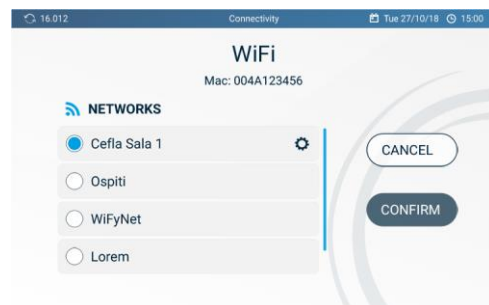 16.012 Connectivity Tue 27/10/18 15:00
WiFi
Mac: 004A123456
NETWORKS
Cefla Sala 1
CANCEL
Ospiti
WiFyNet
CONFIRM
Lorem